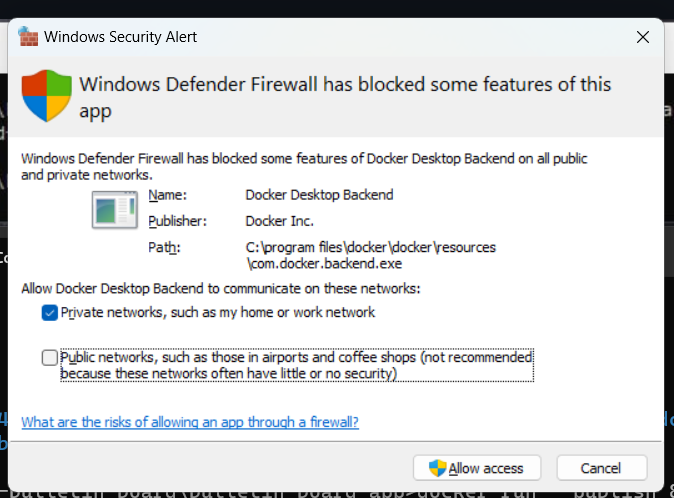 Windows Security Alert
Windows Defender Firewall has blocked some features of this
app
Windows Defender Firewall has blocked some features of Docker Desktop Backend on all public
and private networks.
Name: Docker Desktop Backend
Publisher: Docker Inc.
Path: C:\program files\docker\docker\resources
\com.docker.backend.exe
Allow Docker Desktop Backend to communicate on these networks:
Private networks, such as my home or work network
Public networks, such as those in airports and coffee shops (not recommended
because these networks often have little or no security)
What are the risks of allowing an app through a firewall?
Allow access Cancel